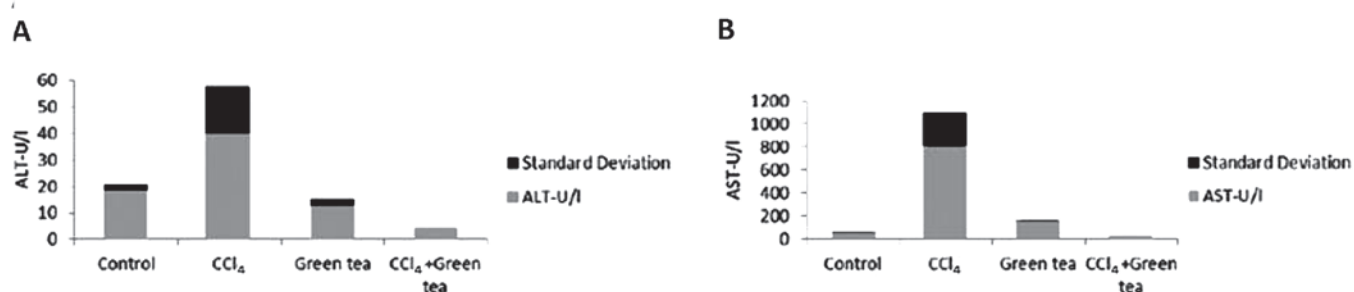 A
ALT-U/l
60
50
40
30
20
10
0
Control
CCl₄
Green tea
CCl₄+Green
tea
Standard Deviation
ALT-U/l
B
AST-U/l
1200
1000
800
600
400
200
0
Control
CCl₄
Green tea
CCl₄+Green
tea
Standard Deviation
AST-U/l